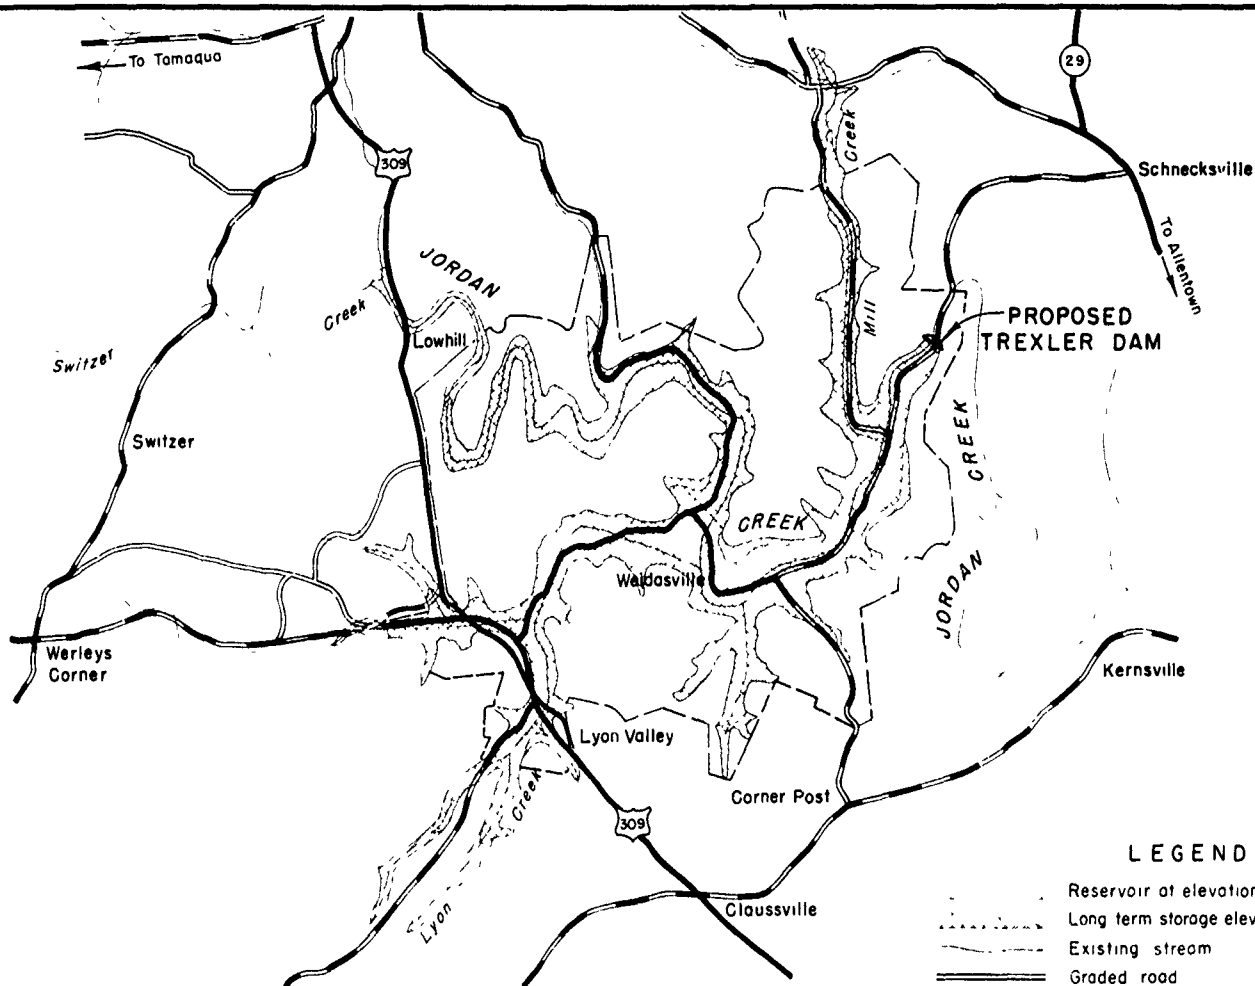 To Tamaqua
29
309
Creek
Schnecksville
To Allentown
JORDAN
Creek
Mill
PROPOSED
TREXLER DAM
Lowhill
Switzer
CREEK
Switzer
CREEK
JORDAN
Weidasville
Werleys
Corner
Kernsville
Lyon Valley
Creek
Corner Post
309
Lyon
Claussville
LEGEND
Reservoir at elevation
Long term storage elev
Existing stream
Graded road